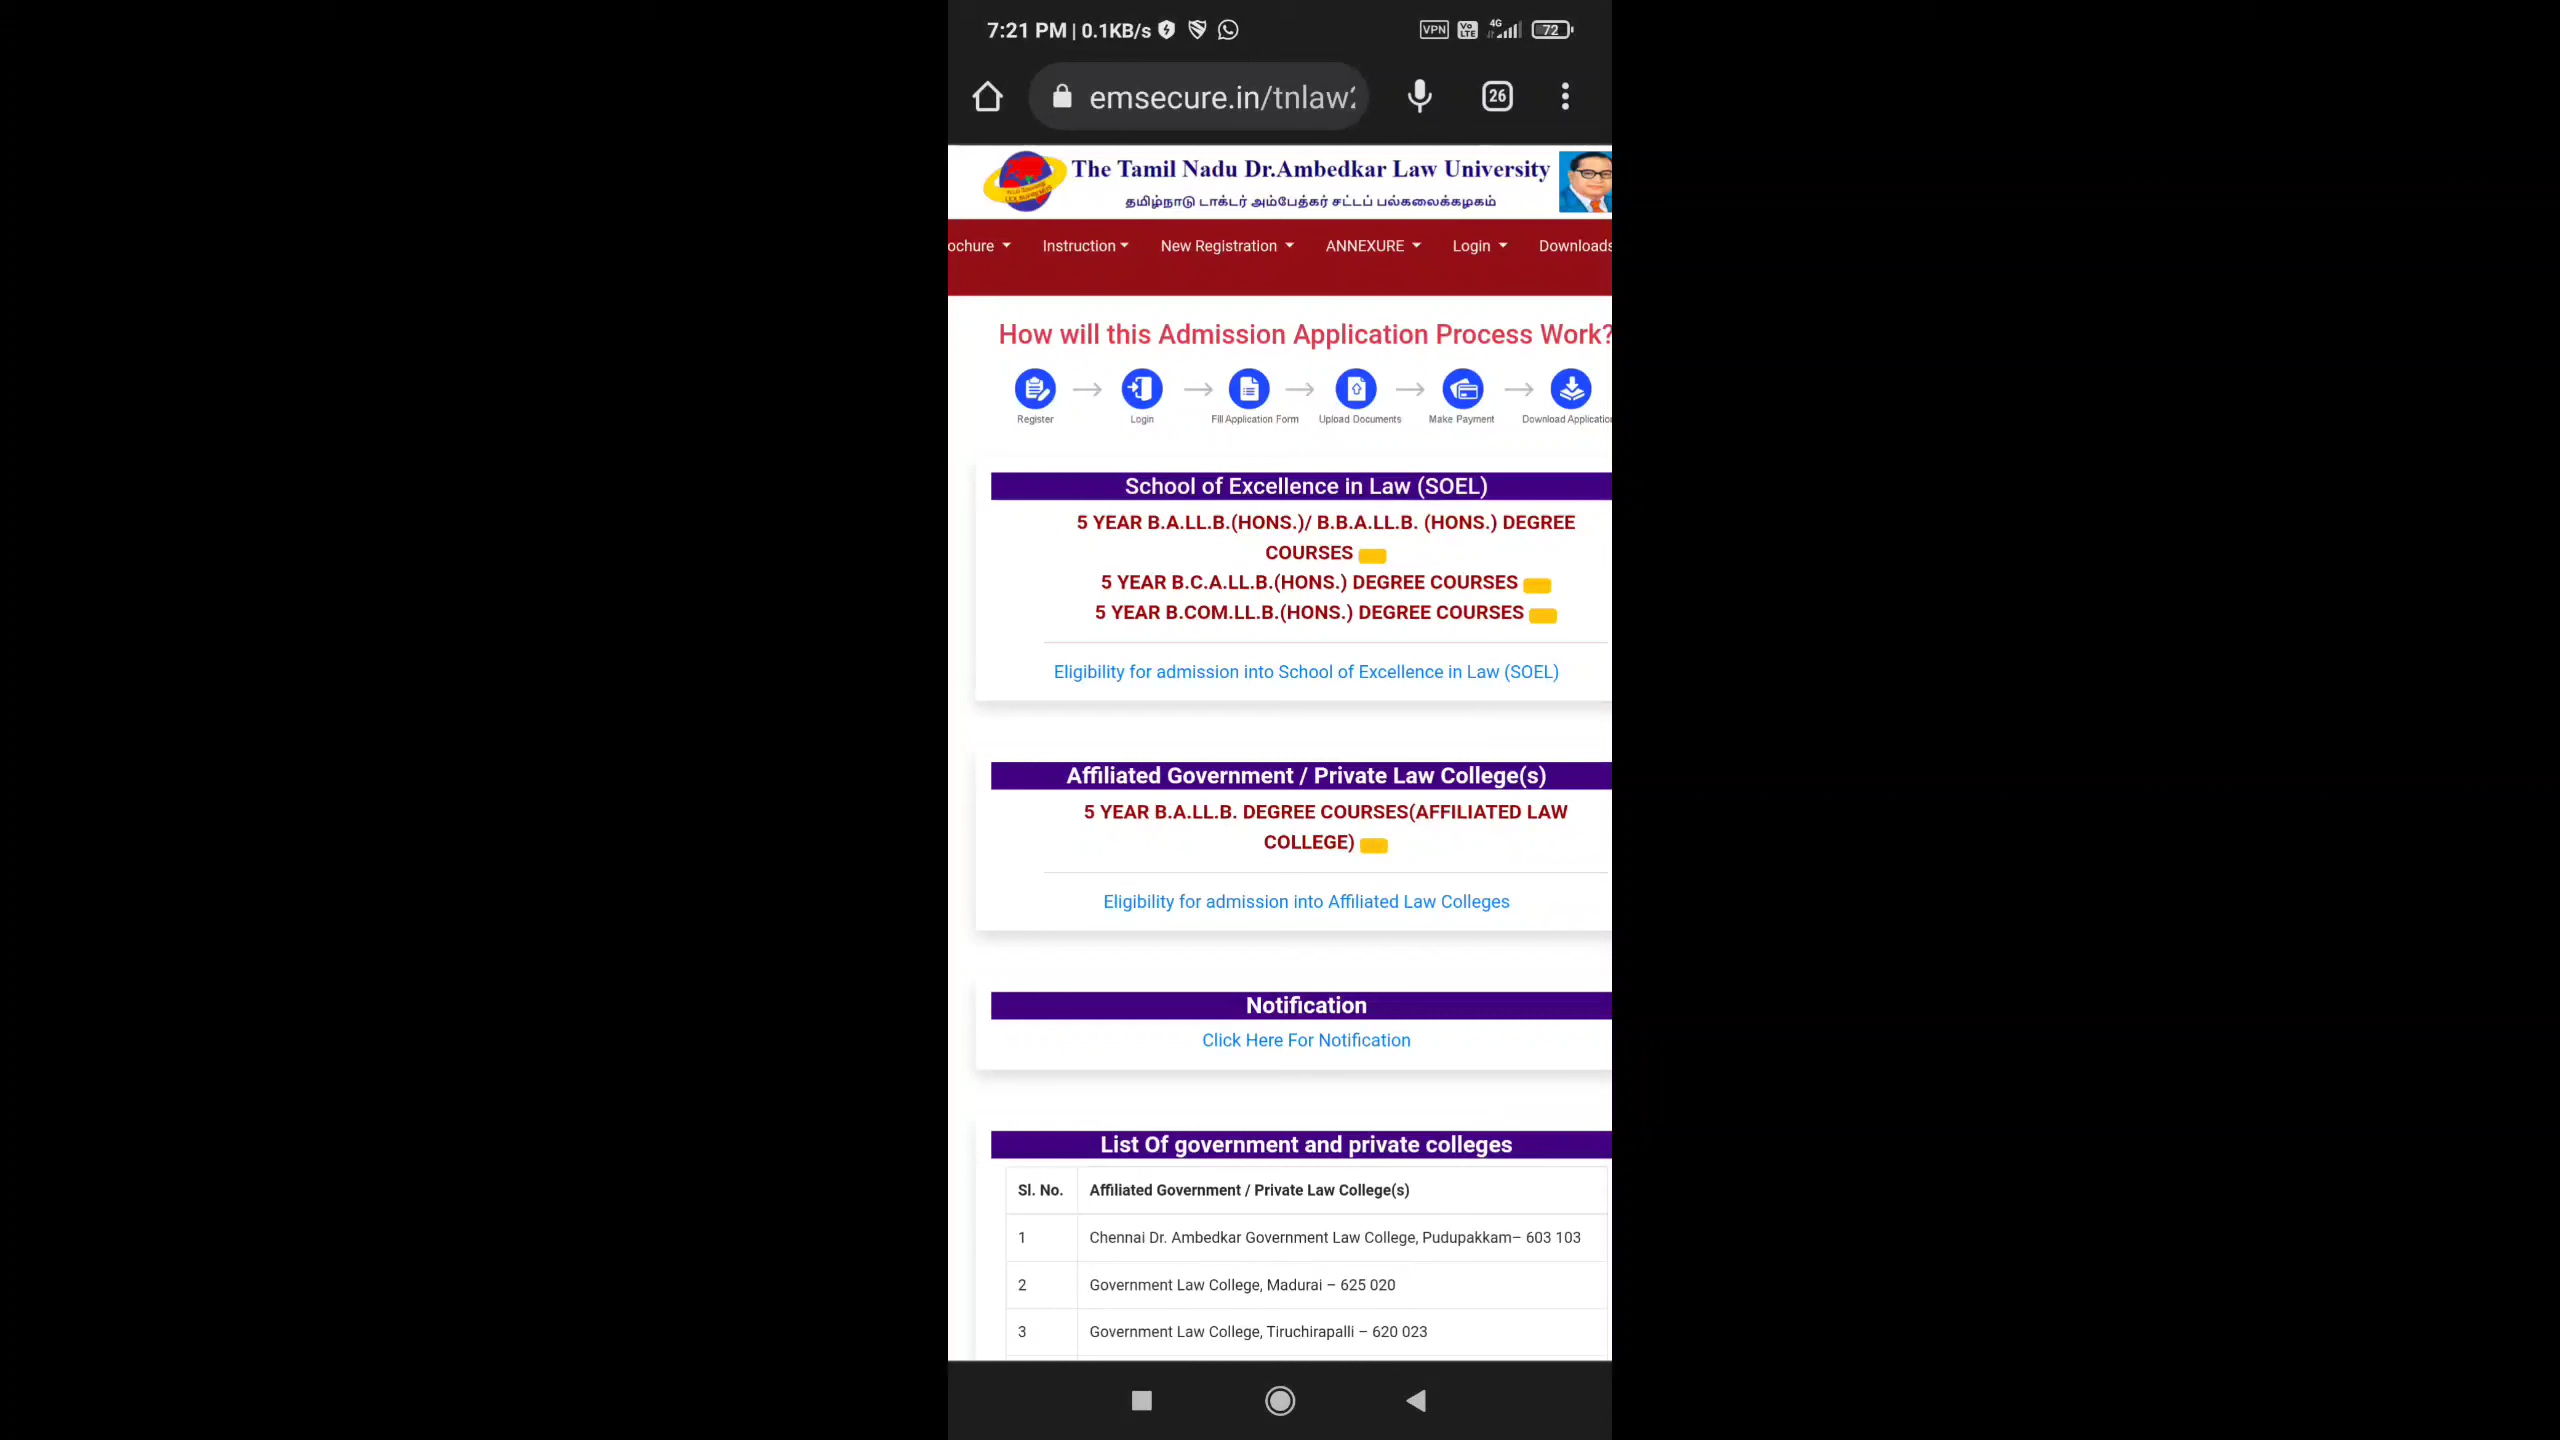 7:21 PM | 0.1KB/s
VPN
Vo LTE
4G
72
emsecure.in/tnlaw
26
The Tamil Nadu Dr.Ambedkar Law University
தமிழ்நாடு டாக்டர் அம்பேத்கர் சட்டப் பல்கலைக்கழகம்
ochure Instruction New Registration ANNEXURE Login Downloads
How will this Admission Application Process Work?
Register Login Fill Application Form Upload Documents Make Payment Download Application
School of Excellence in Law (SOEL)
5 YEAR B.A.LL.B.(HONS.)/ B.B.A.LL.B. (HONS.) DEGREE
COURSES
5 YEAR B.C.A.LL.B.(HONS.) DEGREE COURSES
5 YEAR B.COM.LL.B.(HONS.) DEGREE COURSES
Eligibility for admission into School of Excellence in Law (SOEL)
Affiliated Government / Private Law College(s)
5 YEAR B.A.LL.B. DEGREE COURSES(AFFILIATED LAW
COLLEGE)
Eligibility for admission into Affiliated Law Colleges
Notification
Click Here For Notification
List Of government and private colleges
Sl. No. Affiliated Government / Private Law College(s)
1 Chennai Dr. Ambedkar Government Law College, Pudupakkam– 603 103
2 Government Law College, Madurai – 625 020
3 Government Law College, Tiruchirapalli – 620 023